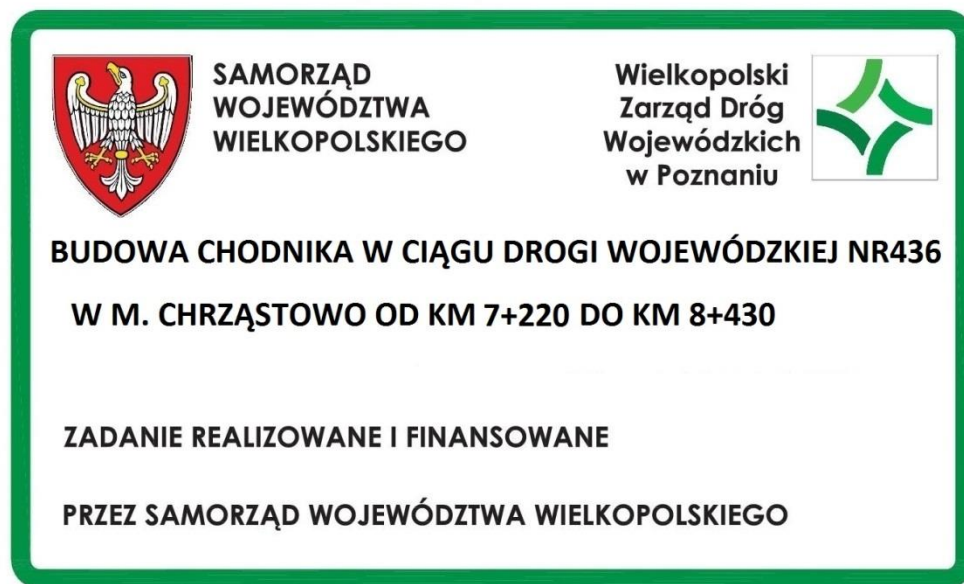 SAMORZĄD
WOJEWÓDZTWA
WIELKOPOLSKIEGO
Wielkopolski
Zarząd Dróg
Wojewódzkich
w Poznaniu
BUDOWA CHODNIKA W CIĄGU DROGI WOJEWÓDZKIEJ NR436
W M. CHRZĄSTOWO OD KM 7+220 DO KM 8+430
ZADANIE REALIZOWANE I FINANSOWANE
PRZEZ SAMORZĄD WOJEWÓDZTWA WIELKOPOLSKIEGO